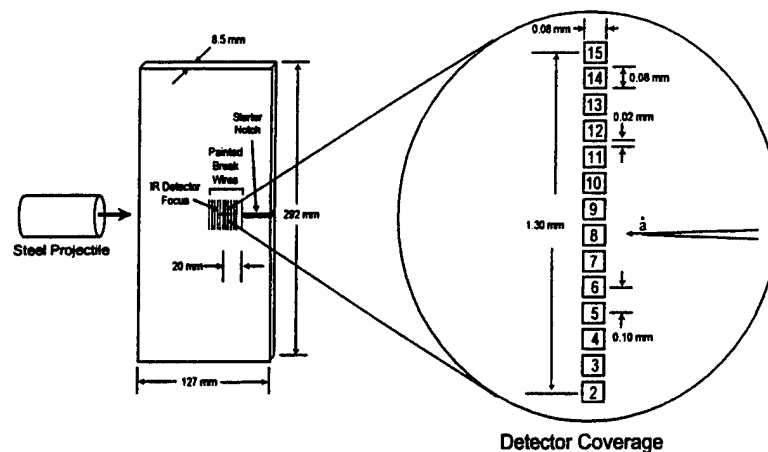 8.5 mm
Starter
Notch
Painted
Break
Wires
IR Detector
Focus
Steel Projectile
292 mm
20 mm
127 mm
0.08 mm
15
14
0.08 mm
13
0.02 mm
12
11
10
9
1.30 mm
8
ȧ
7
6
5
0.10 mm
4
3
2
Detector Coverage